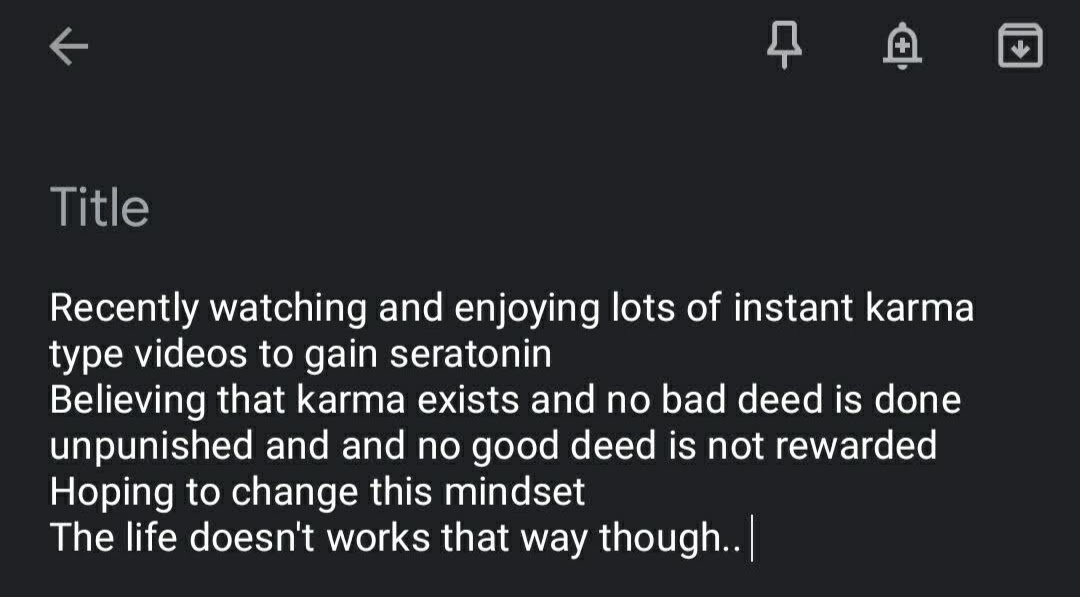 Title
Recently watching and enjoying lots of instant karma
type videos to gain seratonin
Believing that karma exists and no bad deed is done
unpunished and and no good deed is not rewarded
Hoping to change this mindset
The life doesn't works that way though..